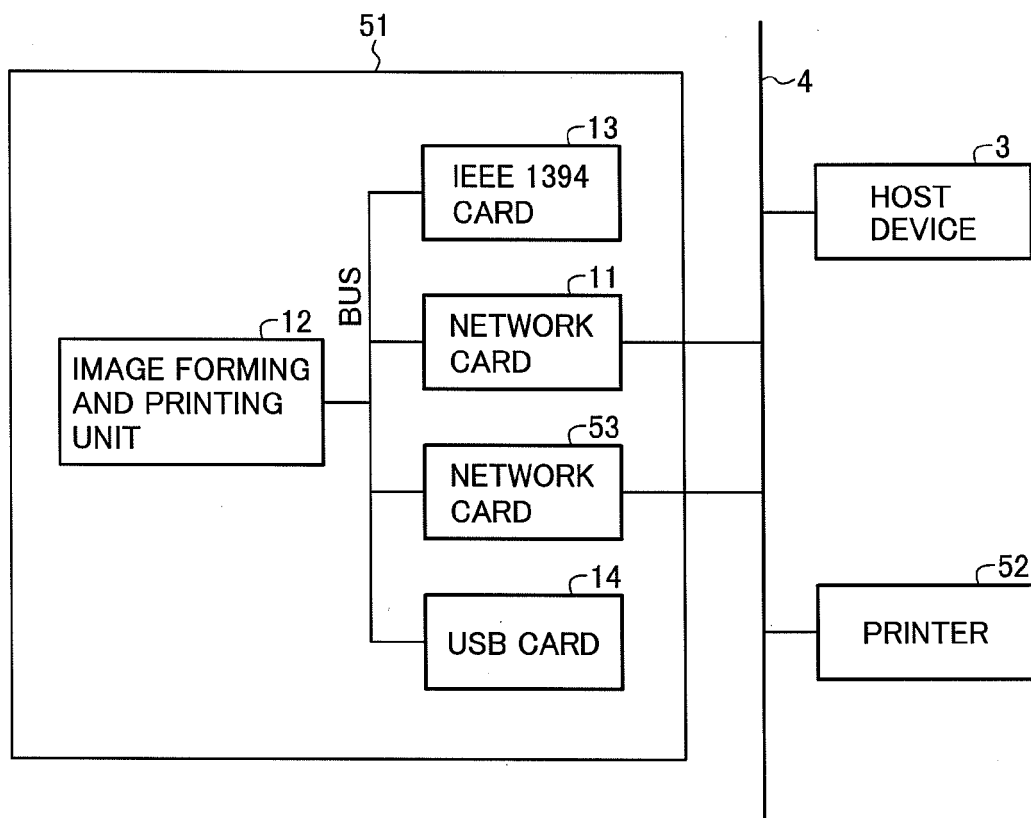 51
4
13
IEEE 1394
CARD
3
HOST
DEVICE
BUS
11
NETWORK
CARD
12
IMAGE FORMING
AND PRINTING
UNIT
53
NETWORK
CARD
14
USB CARD
52
PRINTER